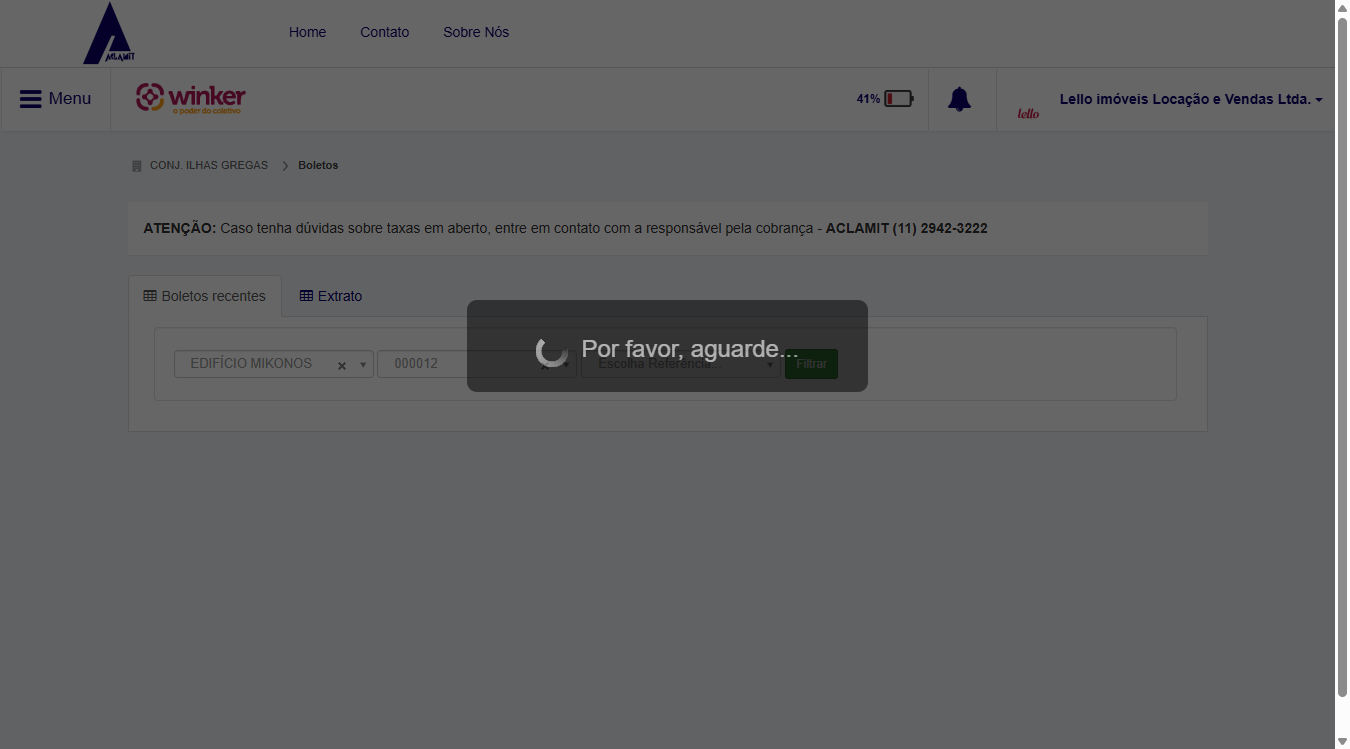 ACLAMIT
Home
Contato
Sobre Nós
Menu
winker
o poder do coletivo
41%
lello
Lello imóveis Locação e Vendas Ltda.
CONJ. ILHAS GREGAS
Boletos
ATENÇÃO: Caso tenha dúvidas sobre taxas em aberto, entre em contato com a responsável pela cobrança - ACLAMIT (11) 2942-3222
Boletos recentes
Extrato
Por favor, aguarde...
EDIFÍCIO MIKONOS
000012
Escolha Referência...
Filtrar